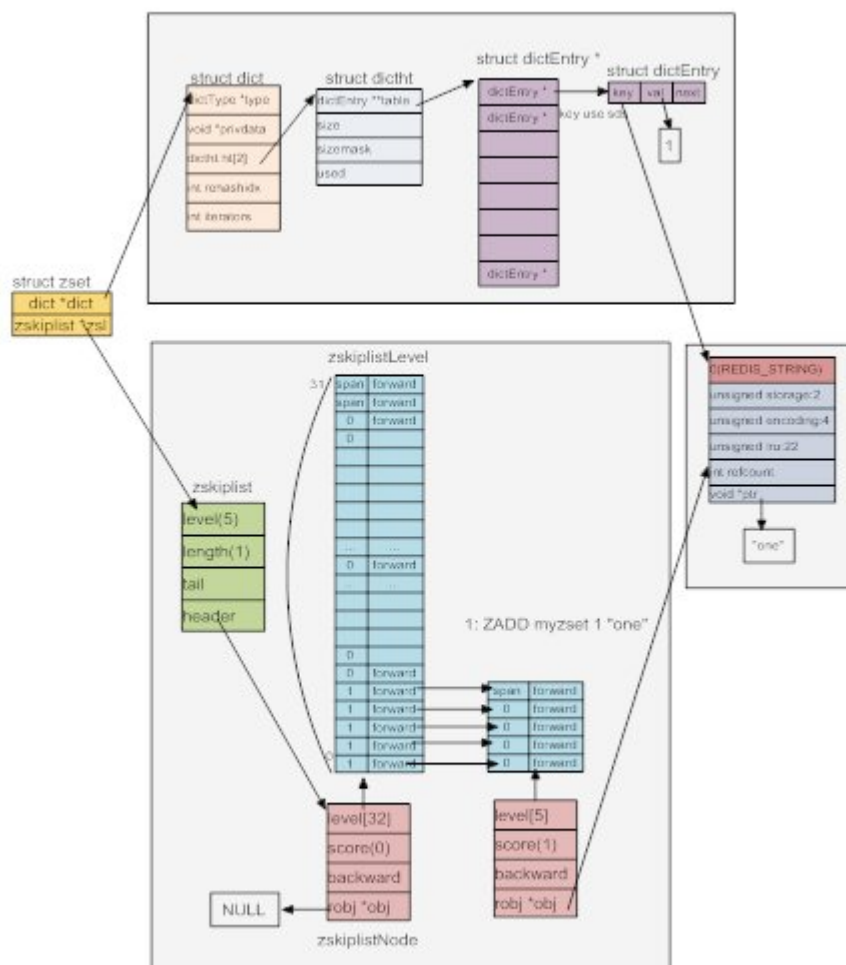 struct dict
dictType *type
void *privdata
dictht ht[2]
int rehashidx
int iterators
struct dictht
dictEntry **table
size
sizemask
used
struct dictEntry *
dictEntry *
dictEntry *
dictEntry *
key use sds
struct dictEntry
key val next
1
struct zset
dict *dict
zskiplist *zsl
zskiplist
level(5)
length(1)
tail
header
zskiplistLevel
31
span forward
span forward
0 forward
0
... ...
0 forward
... ...
0
0 forward
1 forward
1 forward
1 forward
1 forward
1 forward
0
1: ZADD myzset 1 "one"
span forward
0 forward
0 forward
0 forward
0 forward
level[32]
score(0)
backward
robj *obj
zskiplistNode
NULL
level[5]
score(1)
backward
robj *obj
0(REDIS_STRING)
unsigned storage:2
unsigned encoding:4
unsigned lru:22
int refcount
void *ptr
"one"